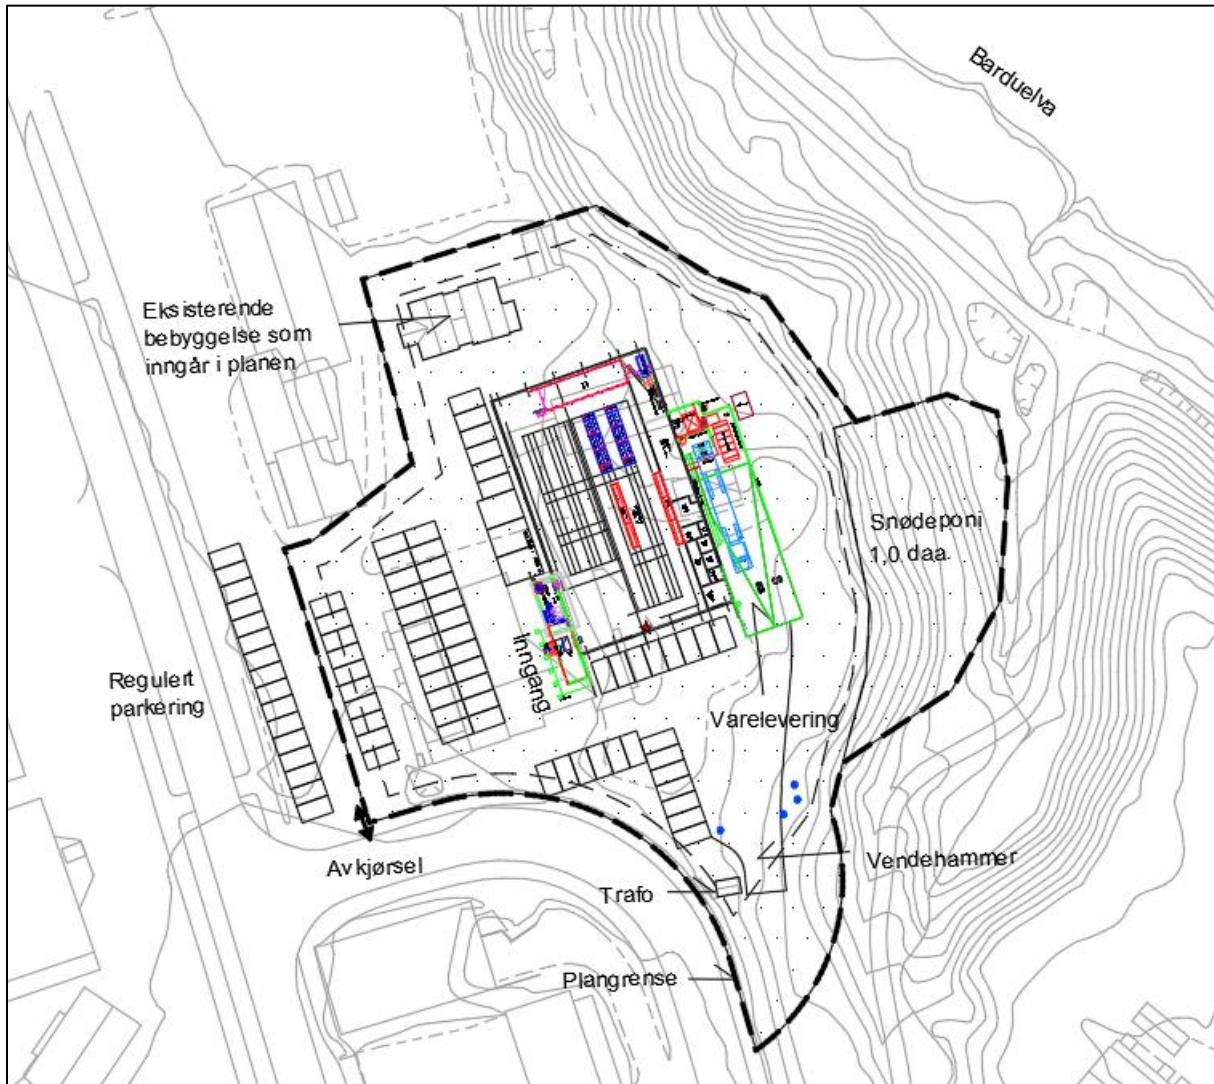 Barduelva
Eksisterende
bebyggelse som
inngår i planen
Snødeponi
1,0 daa.
Inngang
Regulert
parkering
Varelevering
Avkjørsel
Vendehammer
Trafo
Plangrense